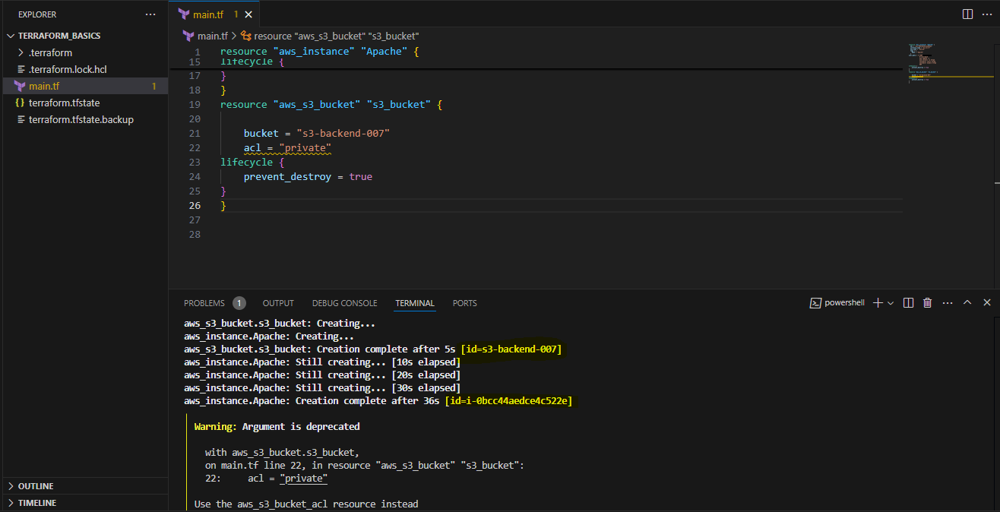 EXPLORER
TERRAFORM_BASICS
.terraform
.terraform.lock.hcl
main.tf 1
terraform.tfstate
terraform.tfstate.backup
OUTLINE
TIMELINE
main.tf 1
main.tf > resource "aws_s3_bucket" "s3_bucket"
1 resource "aws_instance" "Apache" {
15 lifecycle {
17 }
18 }
19 resource "aws_s3_bucket" "s3_bucket" {
20
21 bucket = "s3-backend-007"
22 acl = "private"
23 lifecycle {
24 prevent_destroy = true
25 }
26 }
27
28
PROBLEMS 1 OUTPUT DEBUG CONSOLE TERMINAL PORTS powershell
aws_s3_bucket.s3_bucket: Creating...
aws_instance.Apache: Creating...
aws_s3_bucket.s3_bucket: Creation complete after 5s [id=s3-backend-007]
aws_instance.Apache: Still creating... [10s elapsed]
aws_instance.Apache: Still creating... [20s elapsed]
aws_instance.Apache: Still creating... [30s elapsed]
aws_instance.Apache: Creation complete after 36s [id=i-0bcc44aedce4c522e]
Warning: Argument is deprecated
with aws_s3_bucket.s3_bucket,
on main.tf line 22, in resource "aws_s3_bucket" "s3_bucket":
22: acl = "private"
Use the aws_s3_bucket_acl resource instead